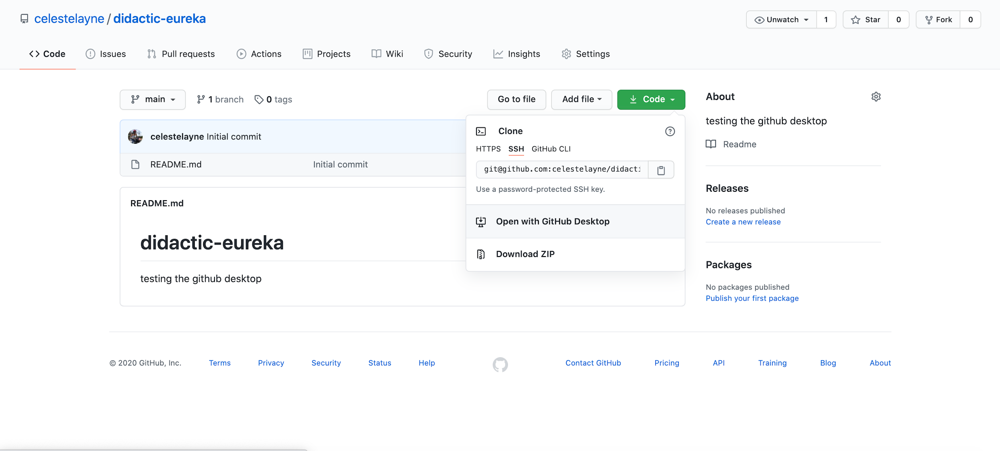 celestelayne / didactic-eureka
Unwatch 1 Star 0 Fork 0
Code Issues Pull requests Actions Projects Wiki Security Insights Settings
main 1 branch 0 tags Go to file Add file Code
celestelayne Initial commit
README.md Initial commit
README.md
didactic-eureka
testing the github desktop
Clone
HTTPS SSH GitHub CLI
git@github.com:celestelayne/didacti
Use a password-protected SSH key.
Open with GitHub Desktop
Download ZIP
About
testing the github desktop
Readme
Releases
No releases published
Create a new release
Packages
No packages published
Publish your first package
© 2020 GitHub, Inc. Terms Privacy Security Status Help Contact GitHub Pricing API Training Blog About